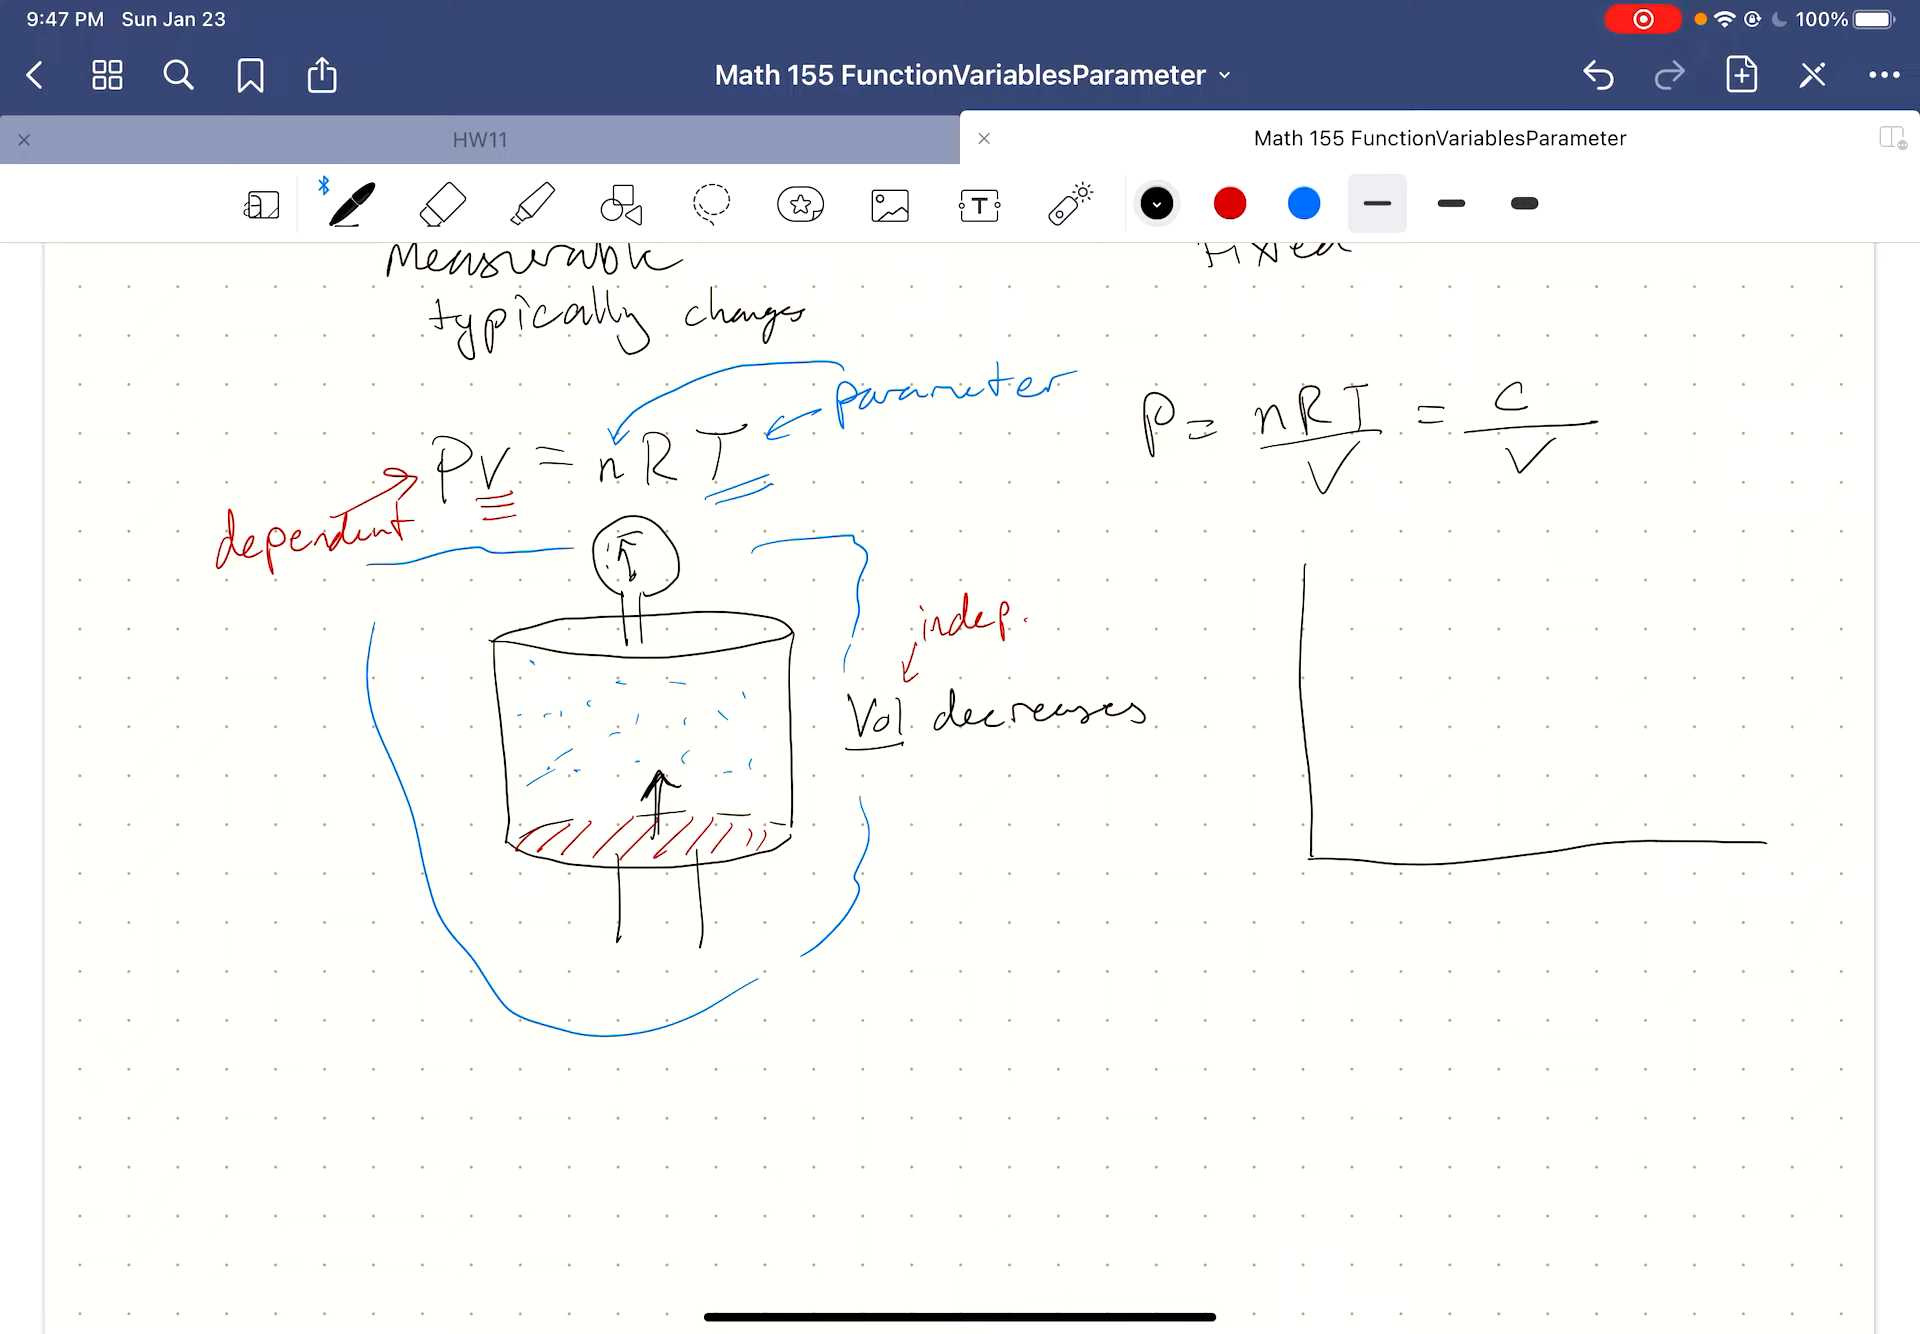 9:47 PM Sun Jan 23
100%
Math 155 FunctionVariablesParameter
HW11
Math 155 FunctionVariablesParameter
T
Measurable
Fixed
typically changes
parameter
PV = nRT
P = nRT/V = C/V
dependent
indep.
Vol decreases